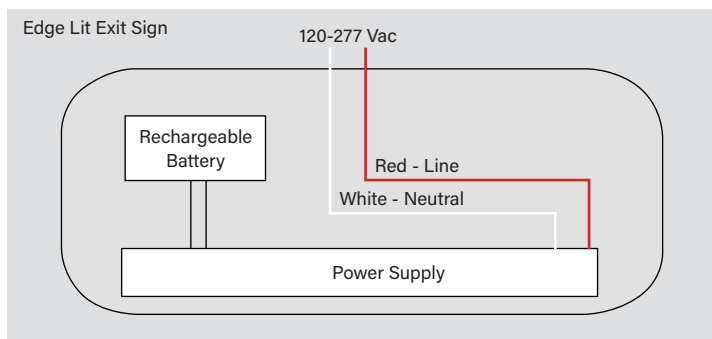 Edge Lit Exit Sign
120-277 Vac
Rechargeable
Battery
Red - Line
White - Neutral
Power Supply